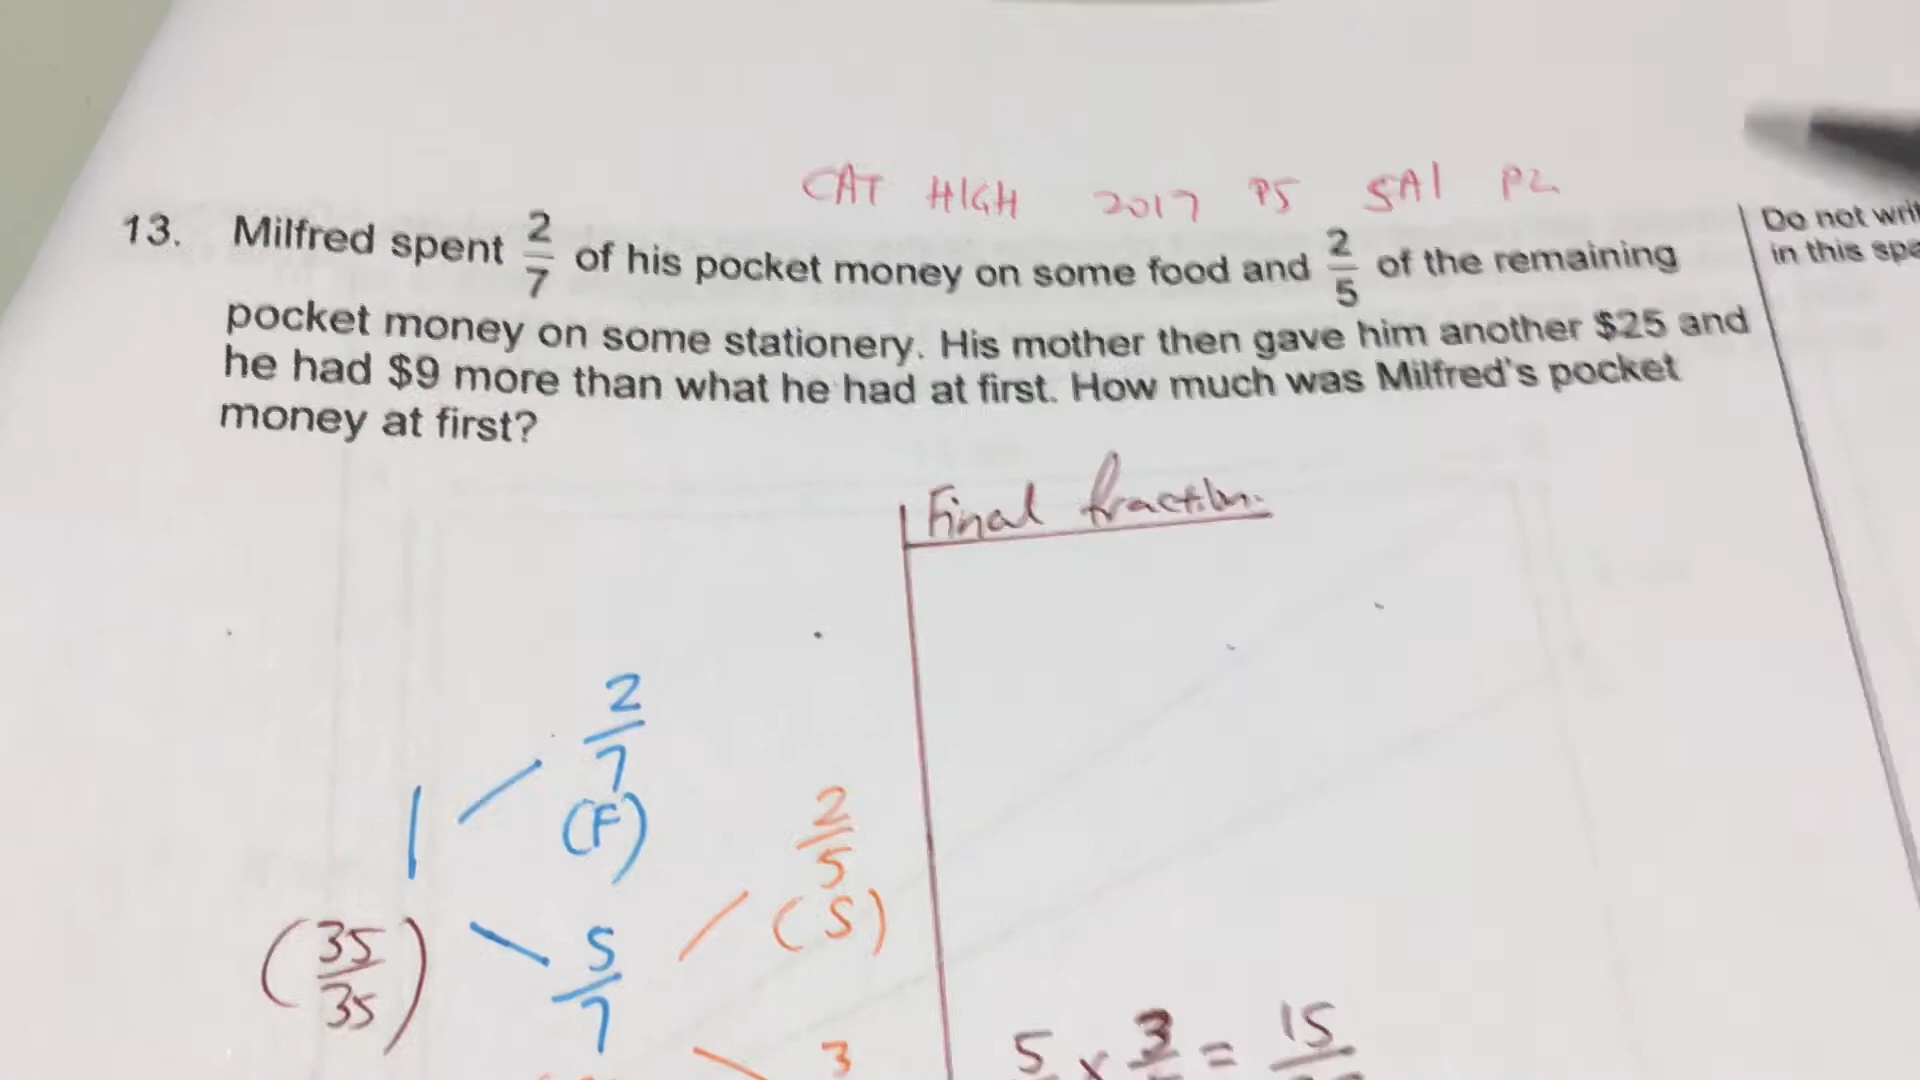 CAT HIGH 2017 P5 SA1 P2
Do not
in this
13. Milfred spent 2/7 of his pocket money on some food and 2/5 of the remaining
pocket money on some stationery. His mother then gave him another $25 and
he had $9 more than what he had at first. How much was Milfred's pocket
money at first?
Final fraction.
2/7
(F)
1
2/5
(S)
(35/35)
5/7
3
5 x 3 = 15